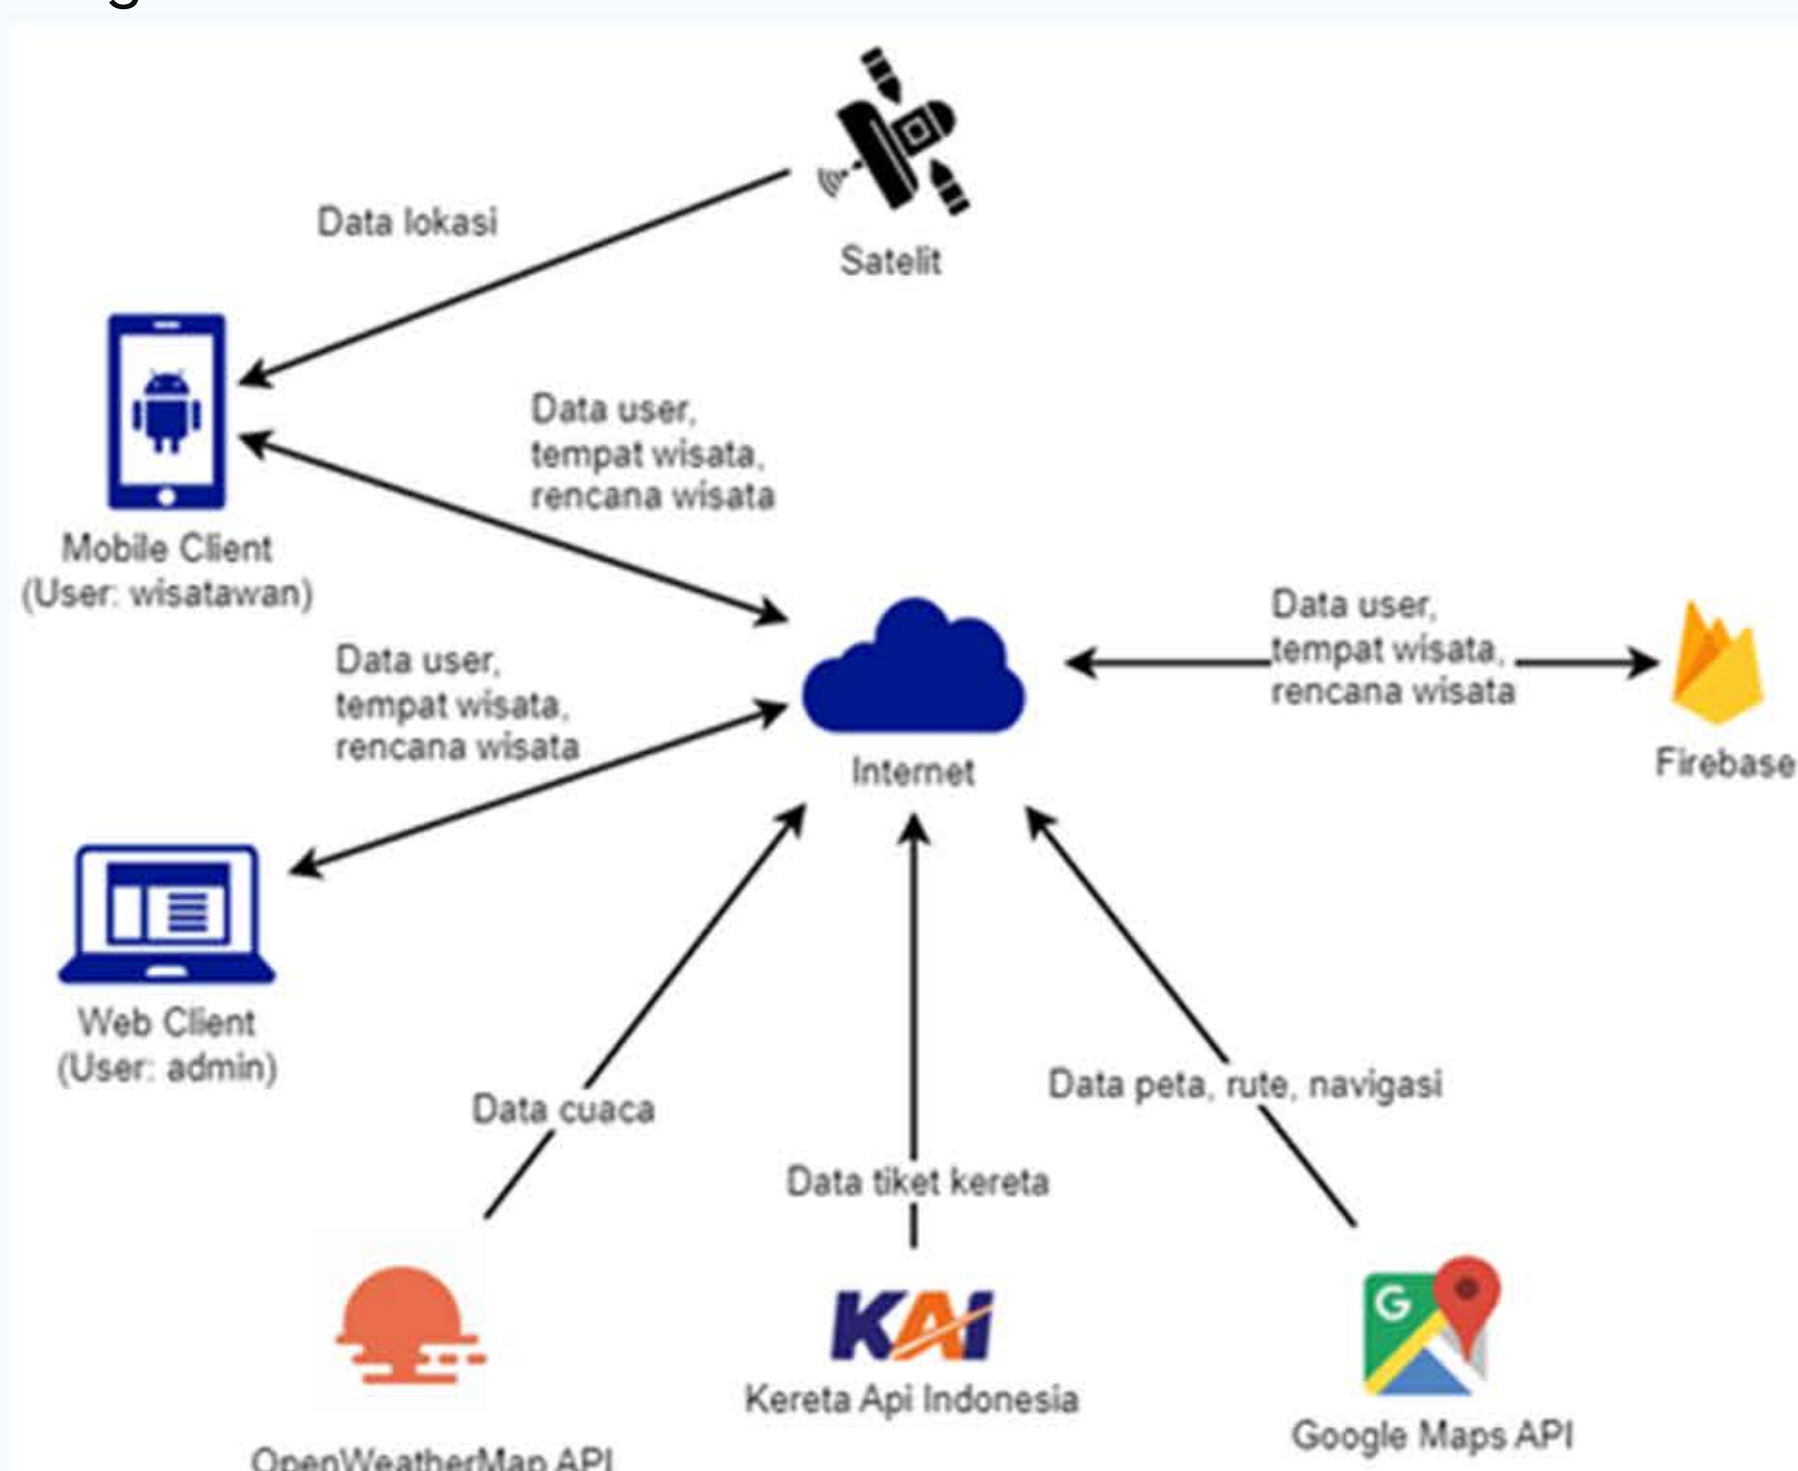 Satelit
Data lokasi
Data user,
tempat wisata,
rencana wisata
Mobile Client
(User: wisatawan)
Data user,
tempat wisata,
rencana wisata
Data user,
tempat wisata,
rencana wisata
Internet
Firebase
Web Client
(User: admin)
Data cuaca
Data peta, rute, navigasi
Data tiket kereta
G
KAI
Kereta Api Indonesia
Google Maps API
OpenWeatherMap API